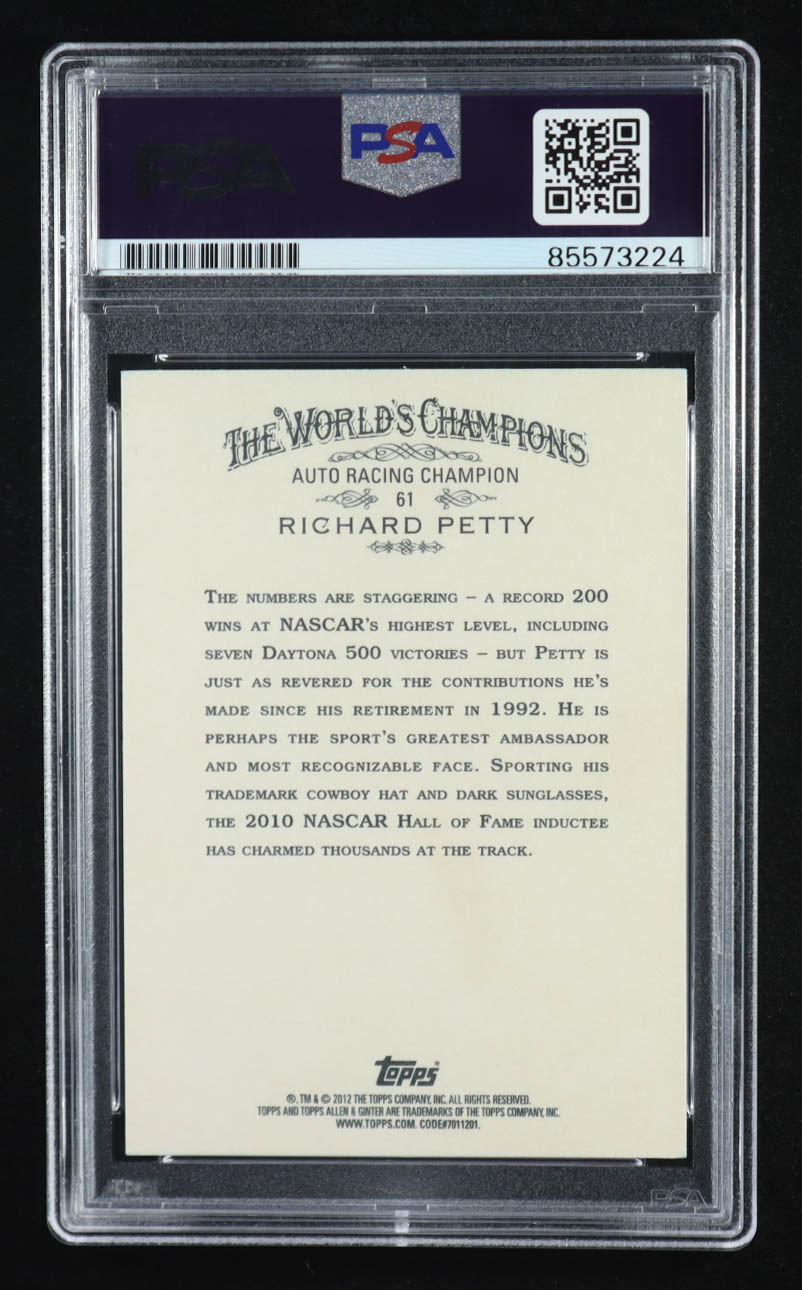 PSA
PSA
85573224
THE WORLD'S CHAMPIONS
AUTO RACING CHAMPION
61
RICHARD PETTY
THE NUMBERS ARE STAGGERING – A RECORD 200
WINS AT NASCAR'S HIGHEST LEVEL, INCLUDING
SEVEN DAYTONA 500 VICTORIES – BUT PETTY IS
JUST AS REVERED FOR THE CONTRIBUTIONS HE'S
MADE SINCE HIS RETIREMENT IN 1992. HE IS
PERHAPS THE SPORT'S GREATEST AMBASSADOR
AND MOST RECOGNIZABLE FACE. SPORTING HIS
TRADEMARK COWBOY HAT AND DARK SUNGLASSES,
THE 2010 NASCAR HALL OF FAME INDUCTEE
HAS CHARMED THOUSANDS AT THE TRACK.
TOPPS®
®, TM & © 2012 THE TOPPS COMPANY, INC. ALL RIGHTS RESERVED.
TOPPS AND TOPPS ALLEN & GINTER ARE TRADEMARKS OF THE TOPPS COMPANY, INC.
WWW.TOPPS.COM. CODE#7011201.
PSA